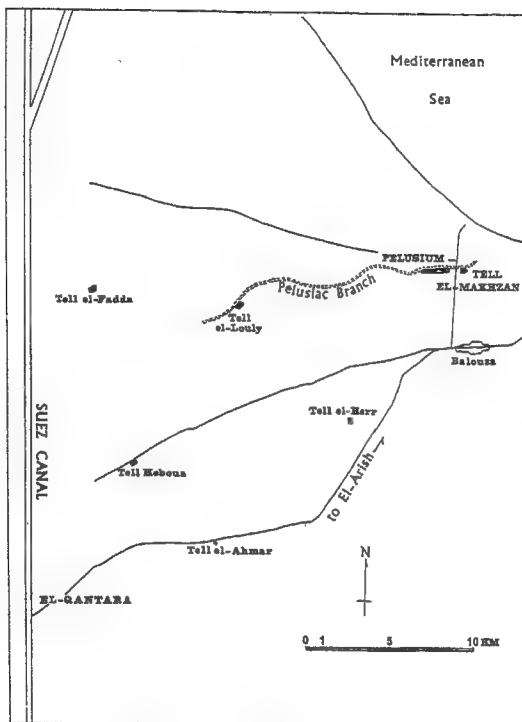 Mediterranean
Sea
PELUSIUM
TELL
EL-MAKHZAN
Pelusiac Branch
Tell el-Fadda
Tell
el-Louly
Balouza
Tell el-Herr
SUEZ CANAL
Tell Heboua
to El-Arish
Tell el-Ahmar
N
EL-QANTARA
0 1 5 10 KM